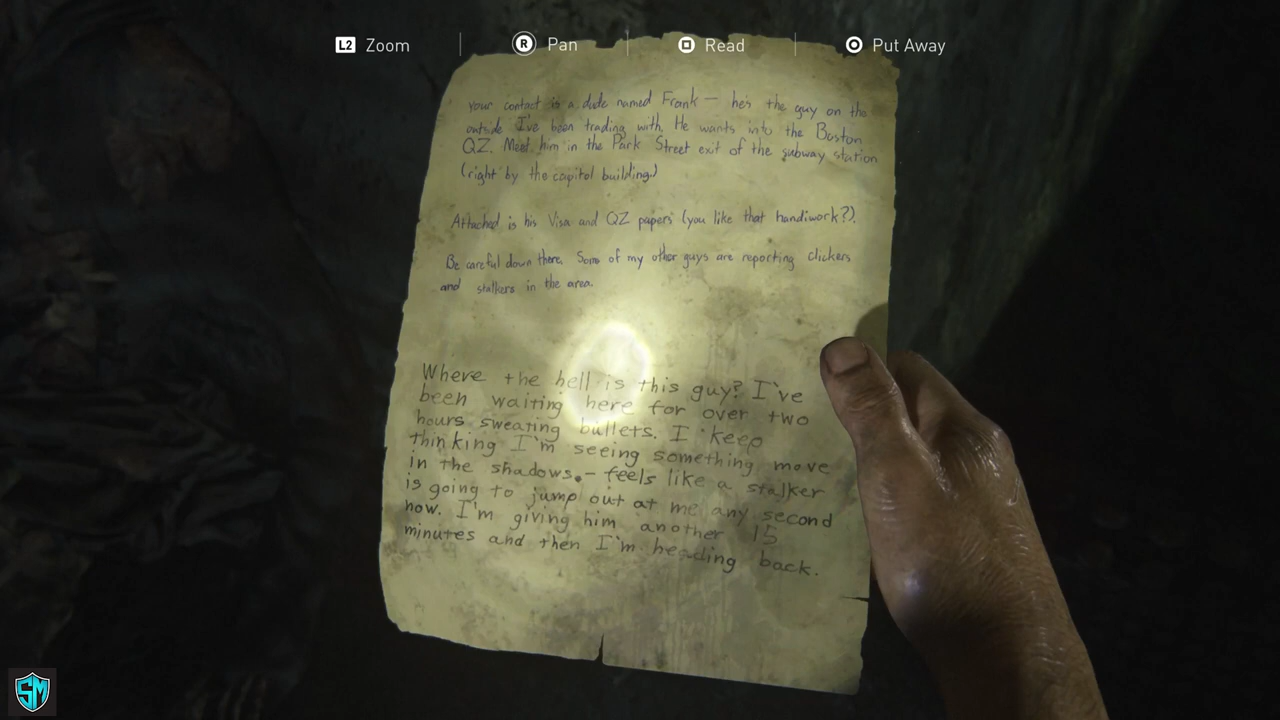 L2 Zoom R Pan Read Put Away
Your contact is a dude named Frank — he's the guy on the
outside I've been trading with. He wants into the Boston
QZ. Meet him in the Park Street exit of the subway station
(right by the capitol building.)
Attached is his Visa and QZ papers (you like that handiwork?).
Be careful down there. Some of my other guys are reporting clickers
and stalkers in the area.
Where the hell is this guy? I've
been waiting here for over two
hours sweating bullets. I keep
thinking I'm seeing something move
in the shadows. - feels like a stalker
is going to jump out at me any second
now. I'm giving him another 15
minutes and then I'm heading back.
SM